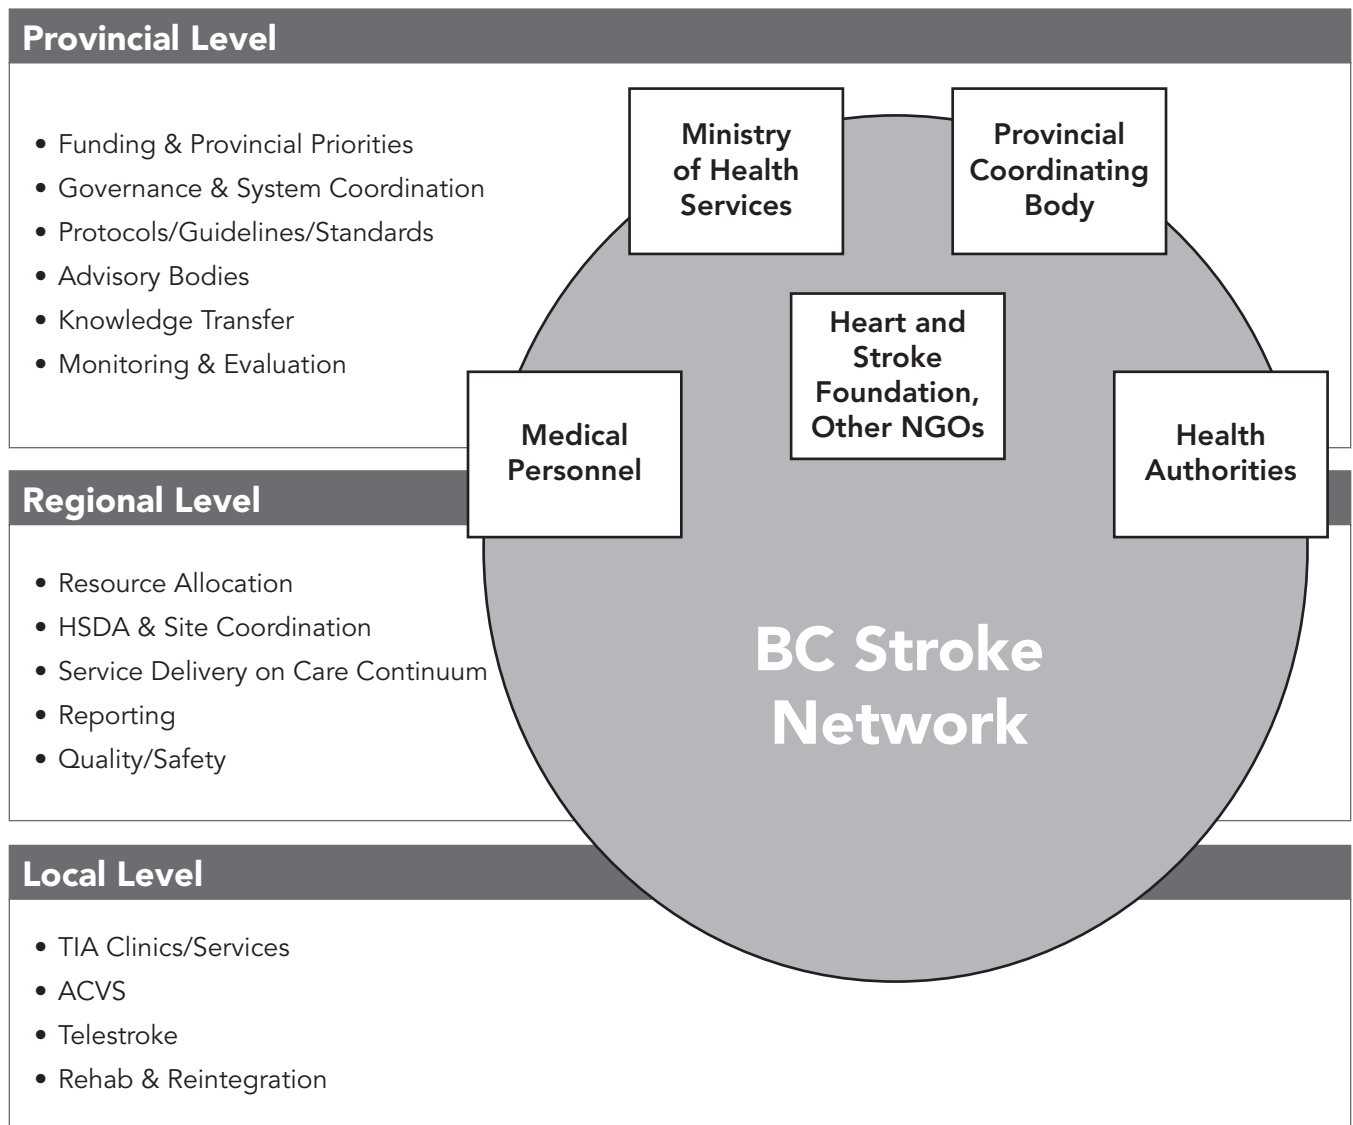 Provincial Level
• Funding & Provincial Priorities
• Governance & System Coordination
• Protocols/Guidelines/Standards
• Advisory Bodies
• Knowledge Transfer
• Monitoring & Evaluation
Ministry
of Health
Services
Provincial
Coordinating
Body
Heart and
Stroke
Foundation,
Other NGOs
Medical
Personnel
Health
Authorities
Regional Level
• Resource Allocation
• HSDA & Site Coordination
• Service Delivery on Care Continuum
• Reporting
• Quality/Safety
BC Stroke
Network
Local Level
• TIA Clinics/Services
• ACVS
• Telestroke
• Rehab & Reintegration